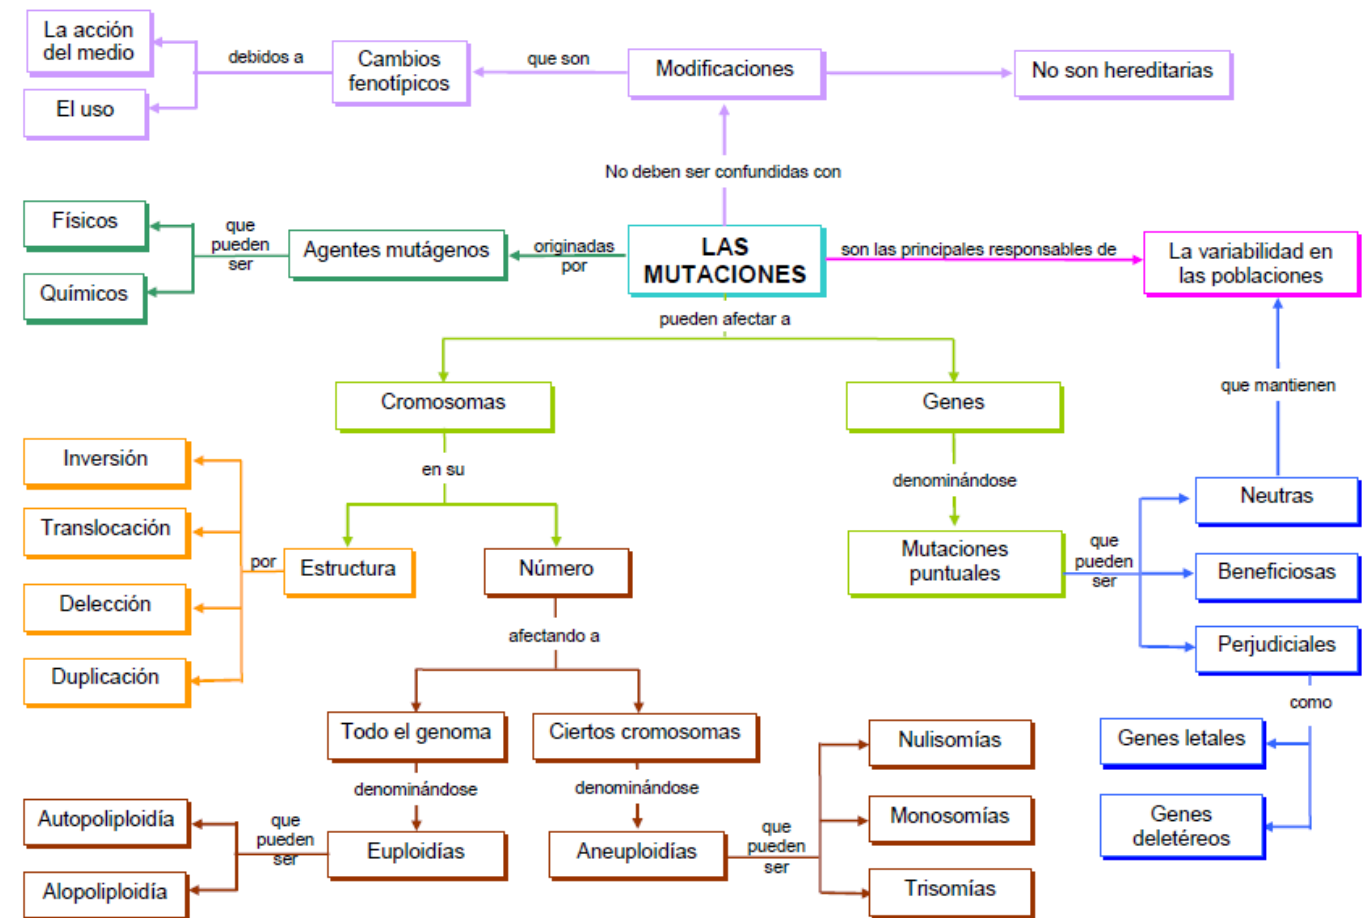 La acción
del medio
debidos a
Cambios
fenotípicos
que son
Modificaciones
No son hereditarias
El uso
No deben ser confundidas con
Físicos
que
pueden
ser
Agentes mutágenos
originadas
por
LAS
MUTACIONES
son las principales responsables de
La variabilidad en
las poblaciones
Químicos
pueden afectar a
que mantienen
Cromosomas
Genes
Inversión
en su
denominándose
Neutras
Translocación
por
Estructura
Número
Mutaciones
puntuales
que
pueden
ser
Beneficiosas
Delección
afectando a
Perjudiciales
Duplicación
como
Todo el genoma
Ciertos cromosomas
Nulisomías
Genes letales
denominándose
denominándose
Autopoliploidía
que
pueden
ser
Euploidías
Aneuploidías
que
pueden
ser
Monosomías
Genes
deletéreos
Alopoliploidía
Trisomías